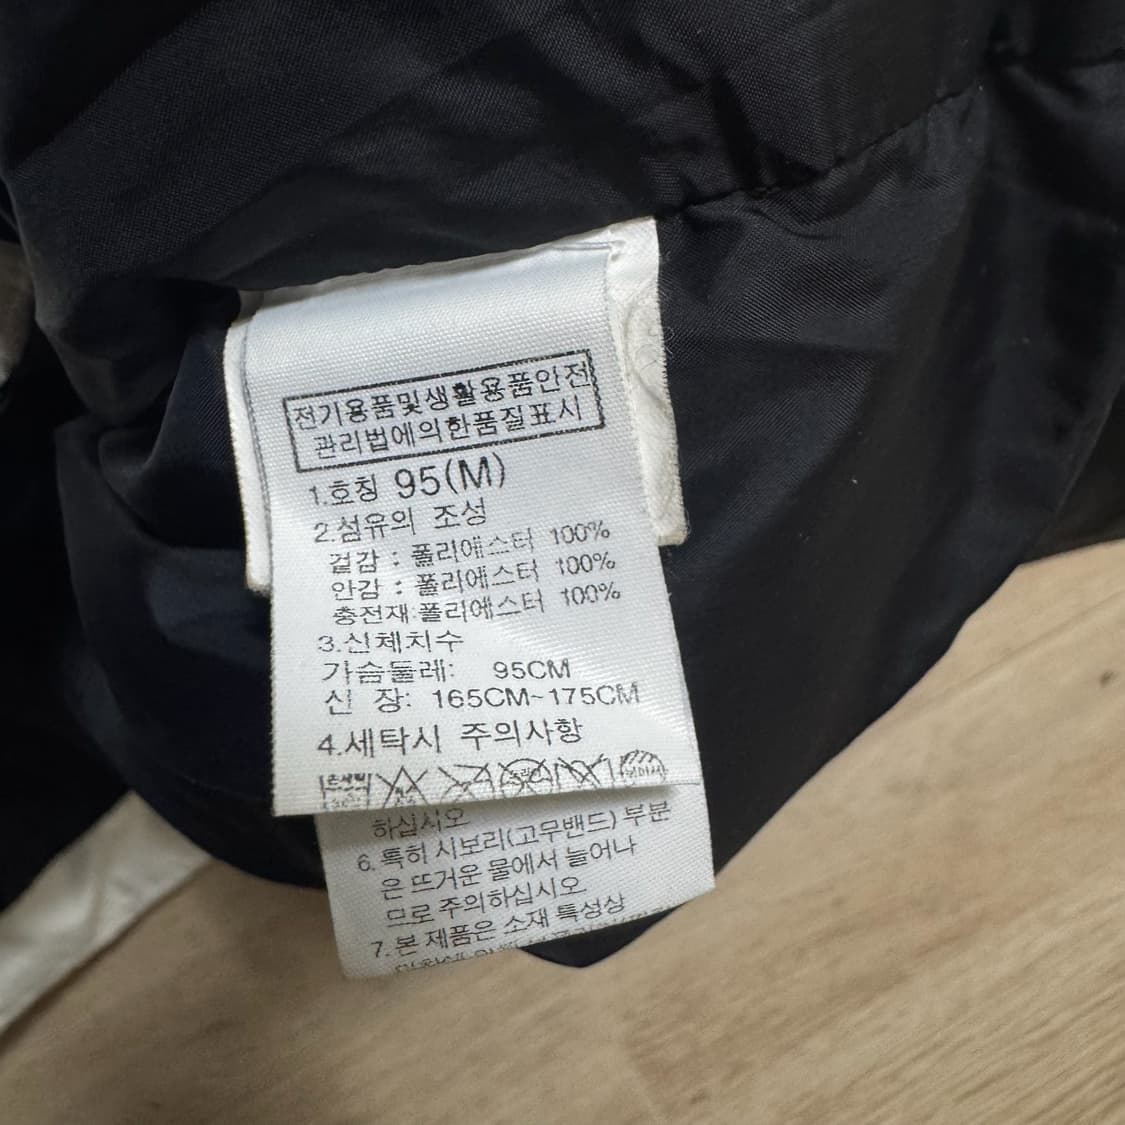 전기용품및생활용품안전
관리법에의한품질표시
1.호칭 95(M)
2.섬유의 조성
겉감 : 폴리에스터 100%
안감 : 폴리에스터 100%
충전재:폴리에스터 100%
3.신체치수
가슴둘레: 95CM
신 장: 165CM~175CM
4.세탁시 주의사항
하십시오
6. 특히 시보리(고무밴드) 부분
은 뜨거운 물에서 늘어나
므로 주의하십시오
7. 본 제품은 소재 특성상